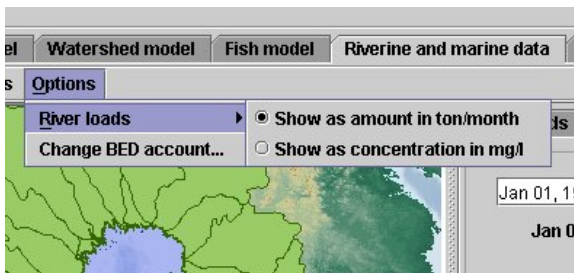 el Watershed model Fish model Riverine and marine data
s Options
River loads Show as amount in ton/month ds
Change BED account... Show as concentration in mg/l
Jan 01, 1
Jan 0